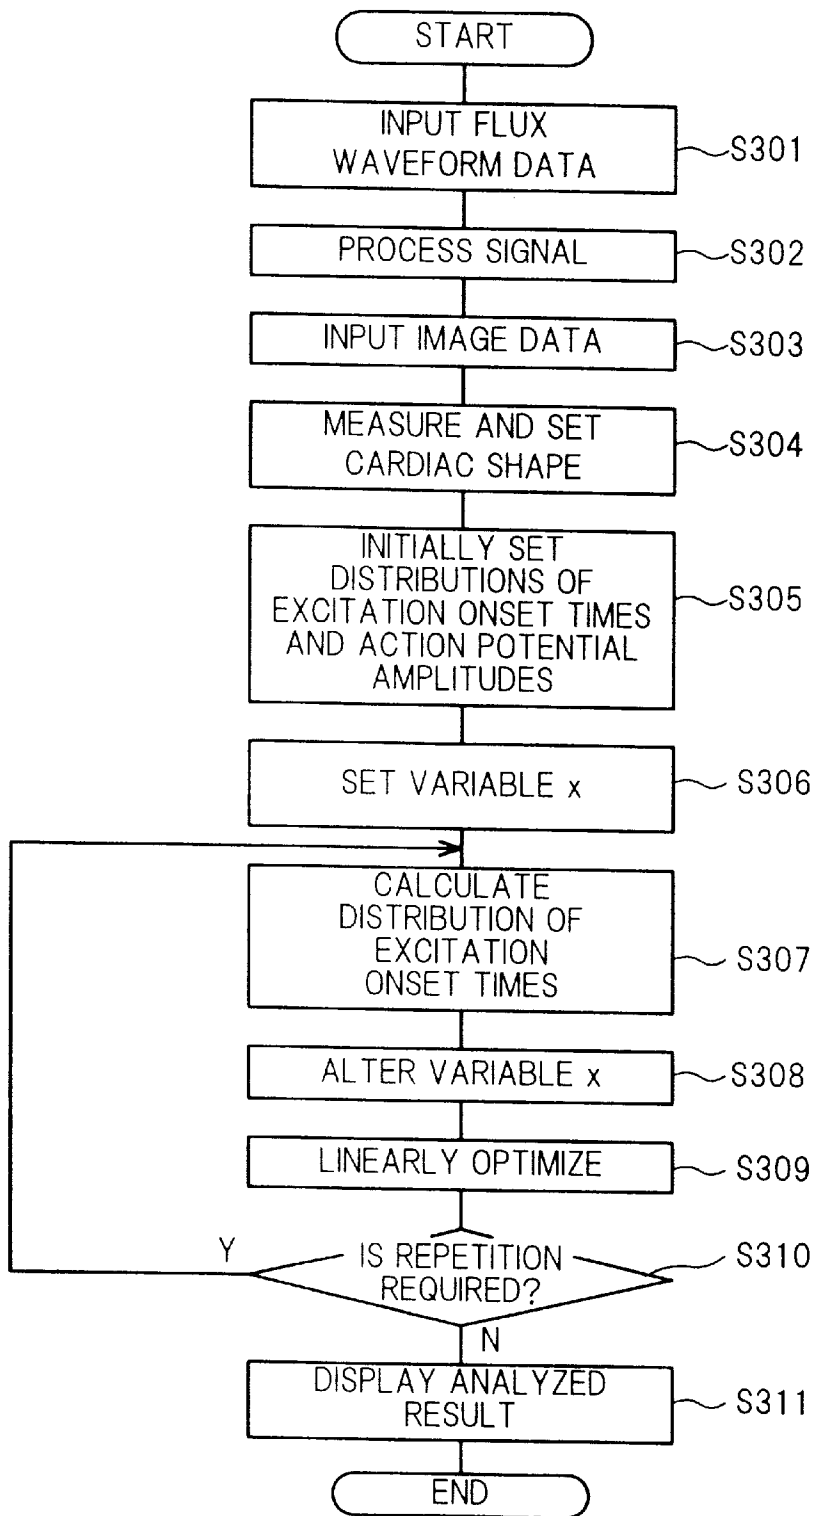 START
INPUT FLUX
WAVEFORM DATA
S301
PROCESS SIGNAL
S302
INPUT IMAGE DATA
S303
MEASURE AND SET
CARDIAC SHAPE
S304
INITIALLY SET
DISTRIBUTIONS OF
EXCITATION ONSET TIMES
AND ACTION POTENTIAL
AMPLITUDES
S305
SET VARIABLE x
S306
CALCULATE
DISTRIBUTION OF
EXCITATION
ONSET TIMES
S307
ALTER VARIABLE x
S308
LINEARLY OPTIMIZE
S309
Y
IS REPETITION
REQUIRED?
S310
N
DISPLAY ANALYZED
RESULT
S311
END